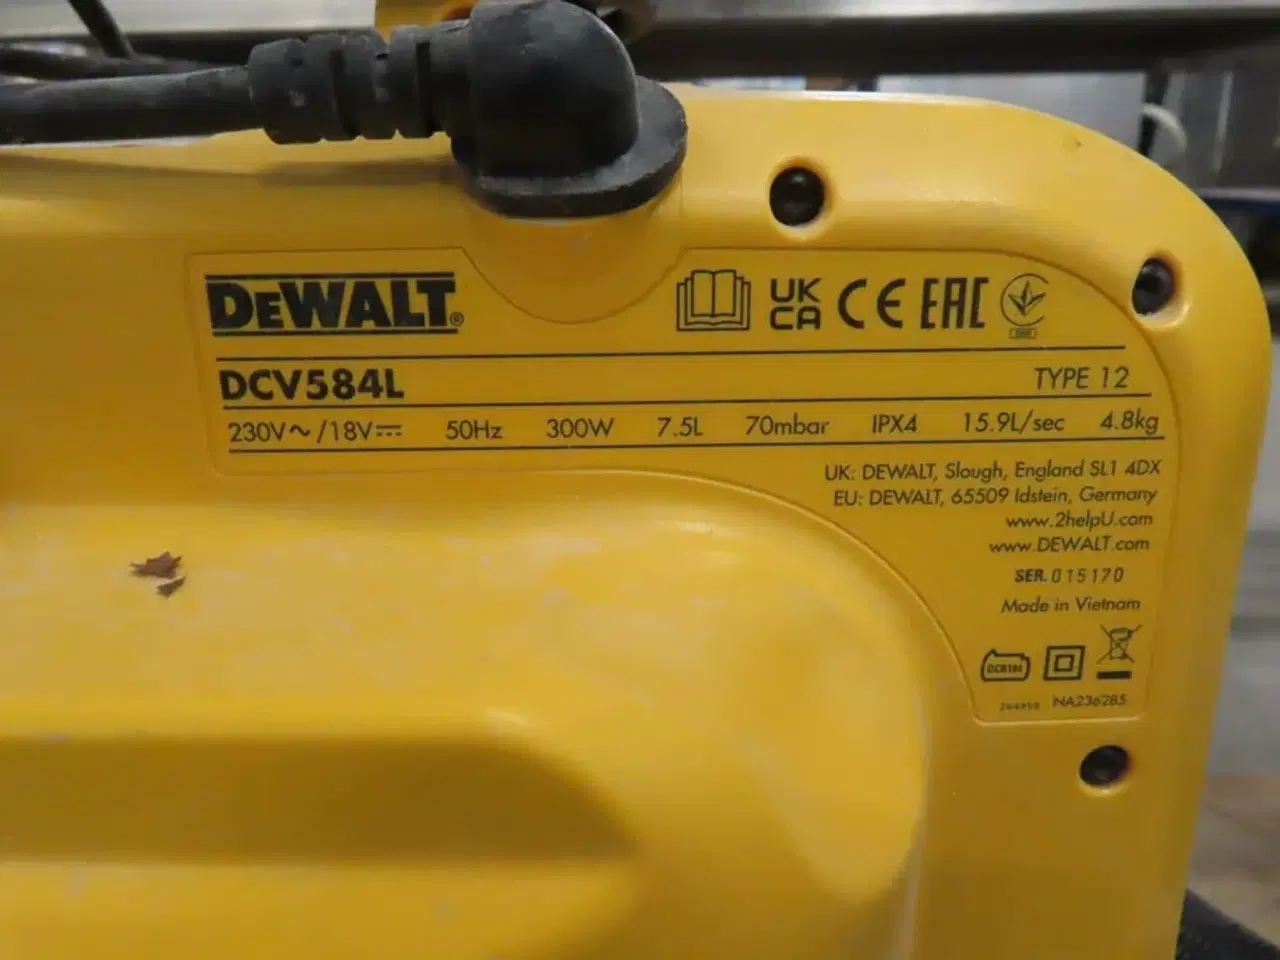 DEWALT®
UK CA CE EAC
DCV584L TYPE 12
230V~/18V⎓ 50Hz 300W 7.5L 70mbar IPX4 15.9L/sec 4.8kg
UK: DEWALT, Slough, England SL1 4DX
EU: DEWALT, 65509 Idstein, Germany
www.2helpU.com
www.DEWALT.com
SER. 015170
Made in Vietnam
NA236285